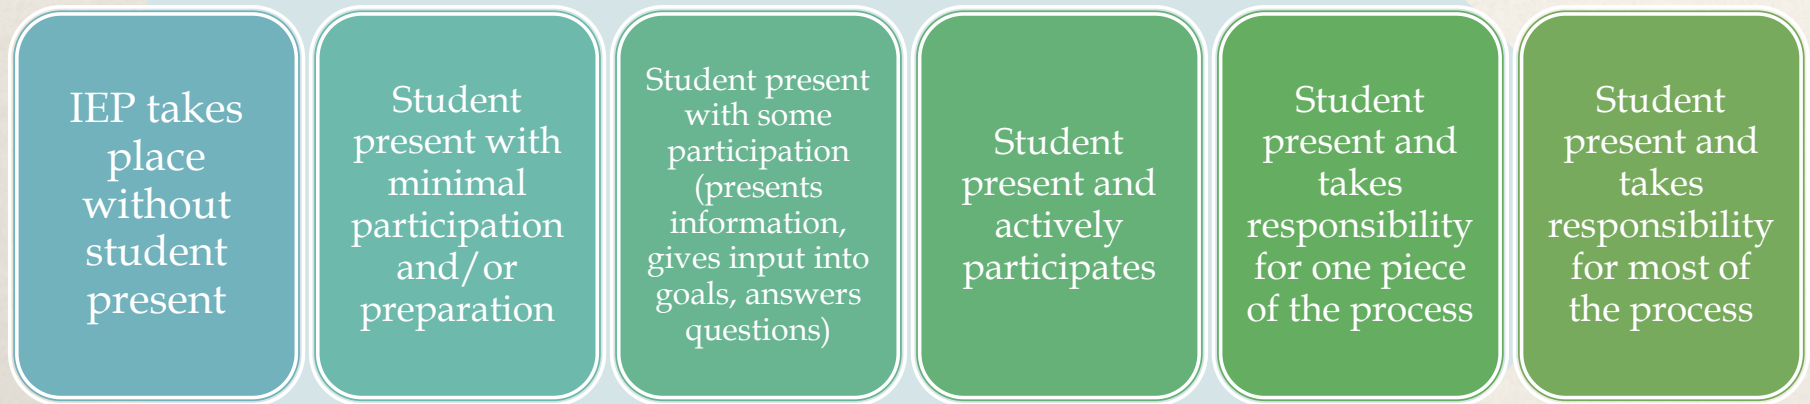 IEP takes
place
without
student
present
Student
present with
minimal
participation
and/or
preparation
Student present
with some
participation
(presents
information,
gives input into
goals, answers
questions)
Student
present and
actively
participates
Student
present and
takes
responsibility
for one piece
of the process
Student
present and
takes
responsibility
for most of
the process